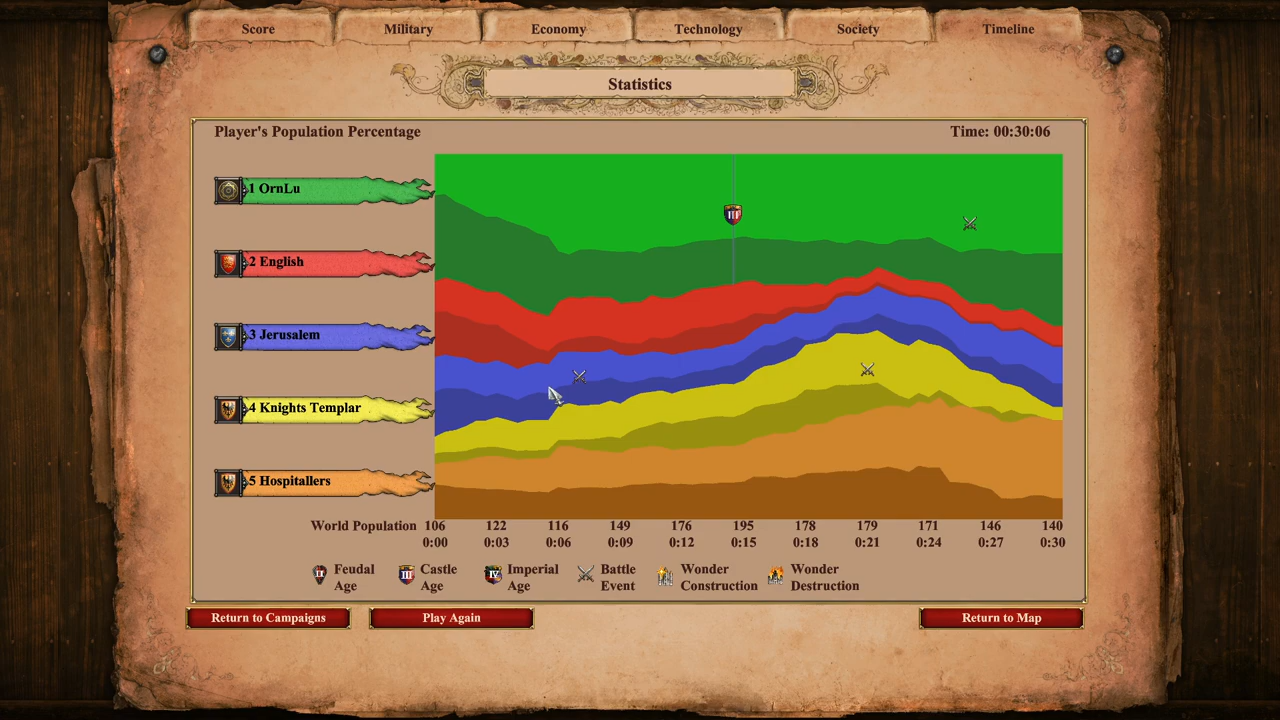 Score Military Economy Technology Society Timeline
Statistics
Player's Population Percentage Time: 00:30:06
1 OrnLu
2 English
3 Jerusalem
4 Knights Templar
5 Hospitallers
World Population 106 122 116 149 176 195 178 179 171 146 140
0:00 0:03 0:06 0:09 0:12 0:15 0:18 0:21 0:24 0:27 0:30
Feudal Age
Castle Age
Imperial Age
Battle Event
Wonder Construction
Wonder Destruction
Return to Campaigns Play Again Return to Map